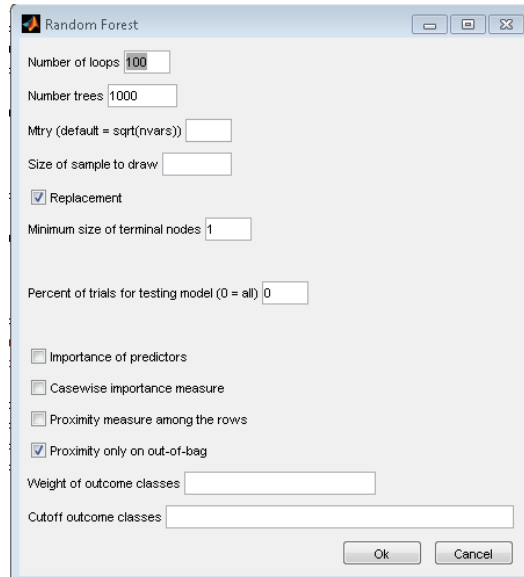 Random Forest
Number of loops 100
Number trees 1000
Mtry (default = sqrt(nvars))
Size of sample to draw
Replacement
Minimum size of terminal nodes 1
Percent of trials for testing model (0 = all) 0
Importance of predictors
Casewise importance measure
Proximity measure among the rows
Proximity only on out-of-bag
Weight of outcome classes
Cutoff outcome classes
Ok Cancel